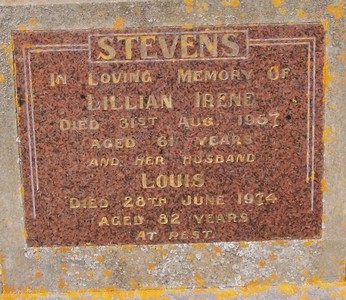 STEVENS
IN LOVING MEMORY OF
LILLIAN IRENE
DIED 31ST AUG 1967
AGED 61 YEARS
AND HER HUSBAND
LOUIS
DIED 28TH JUNE 1974
AGED 82 YEARS
AT REST